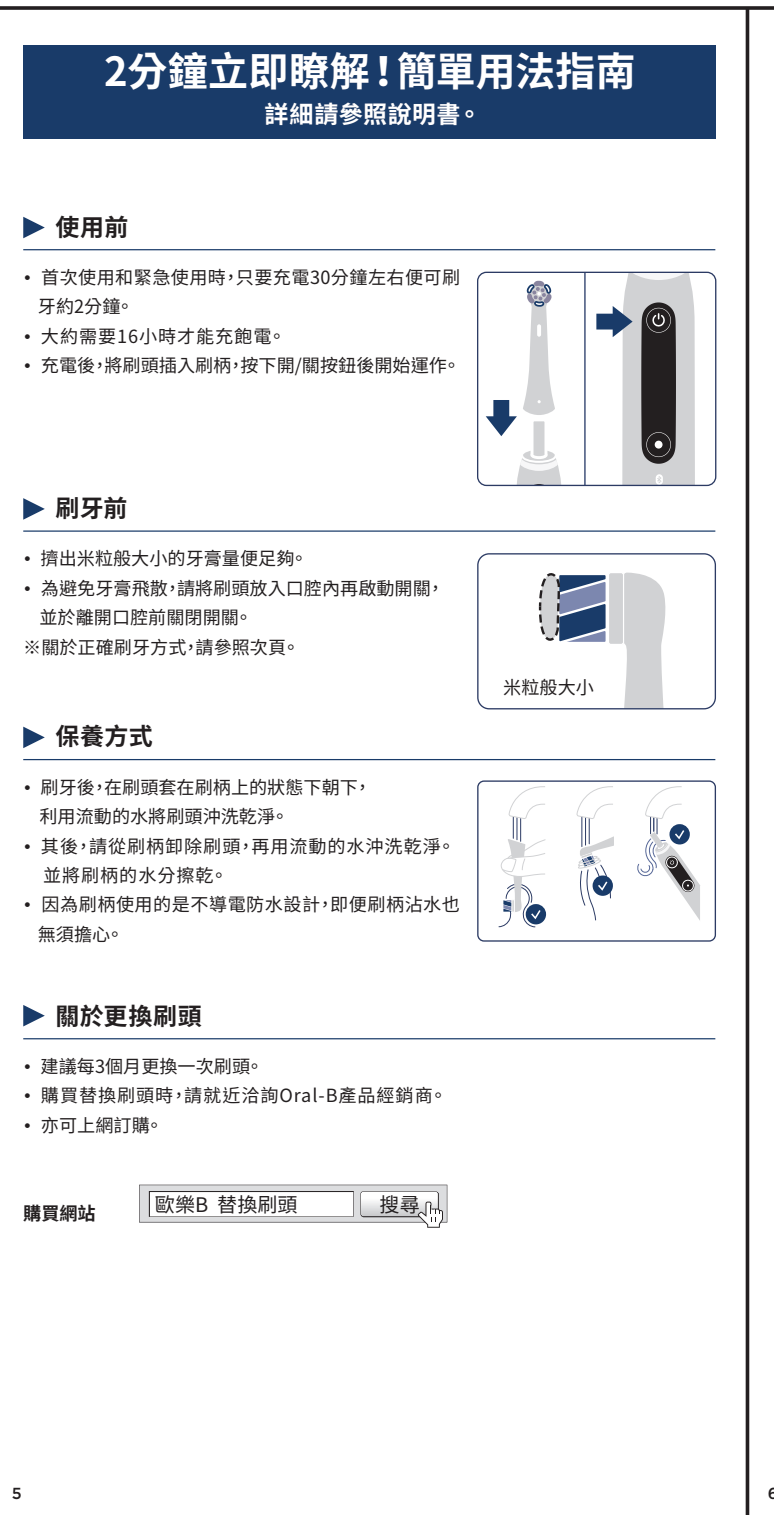 2分鐘立即瞭解!簡單用法指南
詳細請參照說明書。
▶ 使用前
• 首次使用和緊急使用時,只要充電30分鐘左右便可刷
牙約2分鐘。
• 大約需要16小時才能充飽電。
• 充電後,將刷頭插入刷柄,按下開/關按鈕後開始運作。
▶ 刷牙前
• 擠出米粒般大小的牙膏量便足夠。
• 為避免牙膏飛散,請將刷頭放入口腔內再啟動開關,
並於離開口腔前關閉開關。
※關於正確刷牙方式,請參照次頁。
米粒般大小
▶ 保養方式
• 刷牙後,在刷頭套在刷柄上的狀態下朝下,
利用流動的水將刷頭沖洗乾淨。
• 其後,請從刷柄卸除刷頭,再用流動的水沖洗乾淨。
並將刷柄的水分擦乾。
• 因為刷柄使用的是不導電防水設計,即便刷柄沾水也
無須擔心。
▶ 關於更換刷頭
• 建議每3個月更換一次刷頭。
• 購買替換刷頭時,請就近洽詢Oral-B產品經銷商。
• 亦可上網訂購。
購買網站 歐樂B 替換刷頭 搜尋
5